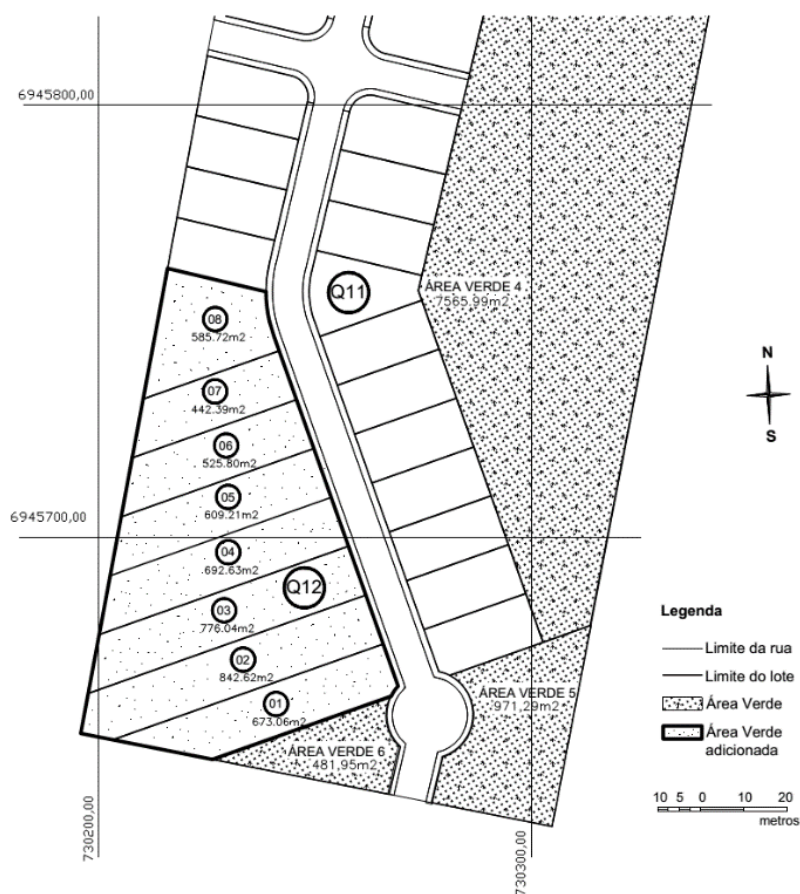 6945800,00
Q11
ÁREA VERDE 4
7565.99m2
08
585.72m2
07
442.39m2
06
525.80m2
05
609.21m2
6945700,00
04
692.63m2
Q12
03
776.04m2
02
842.62m2
01
673.06m2
ÁREA VERDE 5
971,29m2
ÁREA VERDE 6
481,95m2
730200,00
730300,00
N
S
Legenda
Limite da rua
Limite do lote
Área Verde
Área Verde
adicionada
10 5 0 10 20
metros